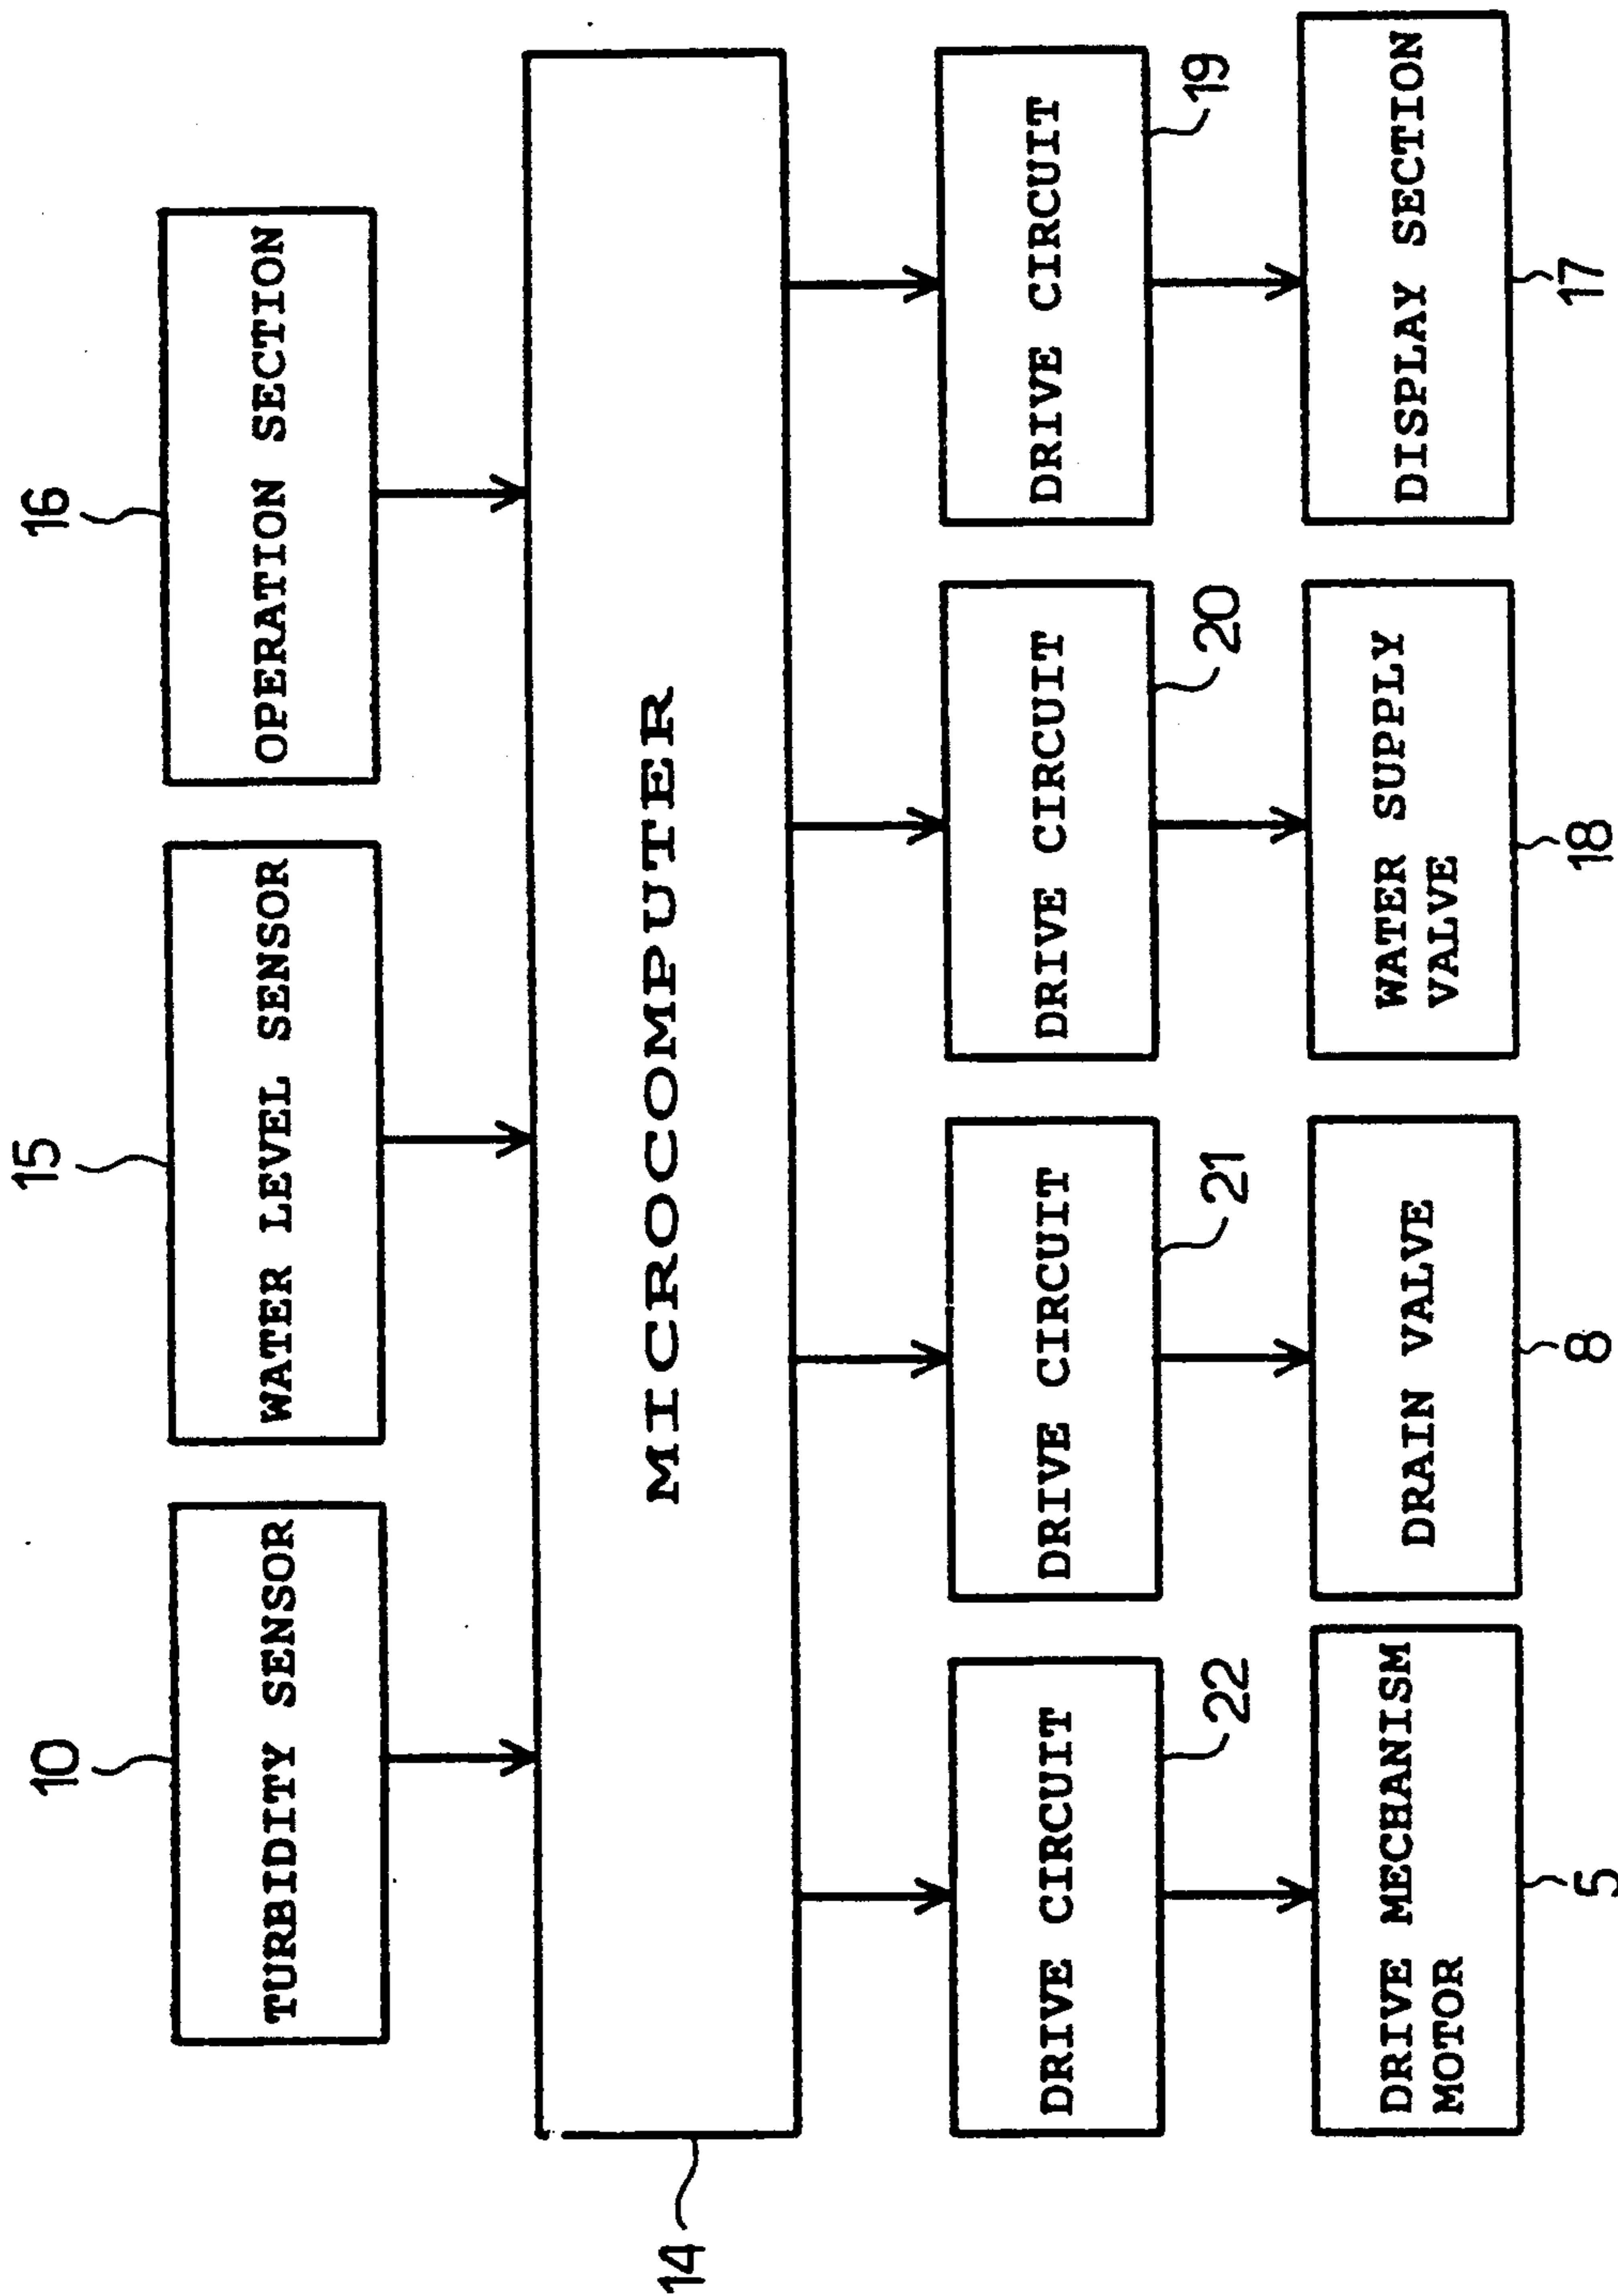 10
15
16
TURBIDITY SENSOR
WATER LEVEL SENSOR
OPERATION SECTION
14
MICROCOMPUTER
DRIVE CIRCUIT
DRIVE CIRCUIT
DRIVE CIRCUIT
DRIVE CIRCUIT
22
21
20
19
DRIVE MECHANISM
MOTOR
DRAIN VALVE
WATER SUPPLY
VALVE
DISPLAY SECTION
5
8
18
17